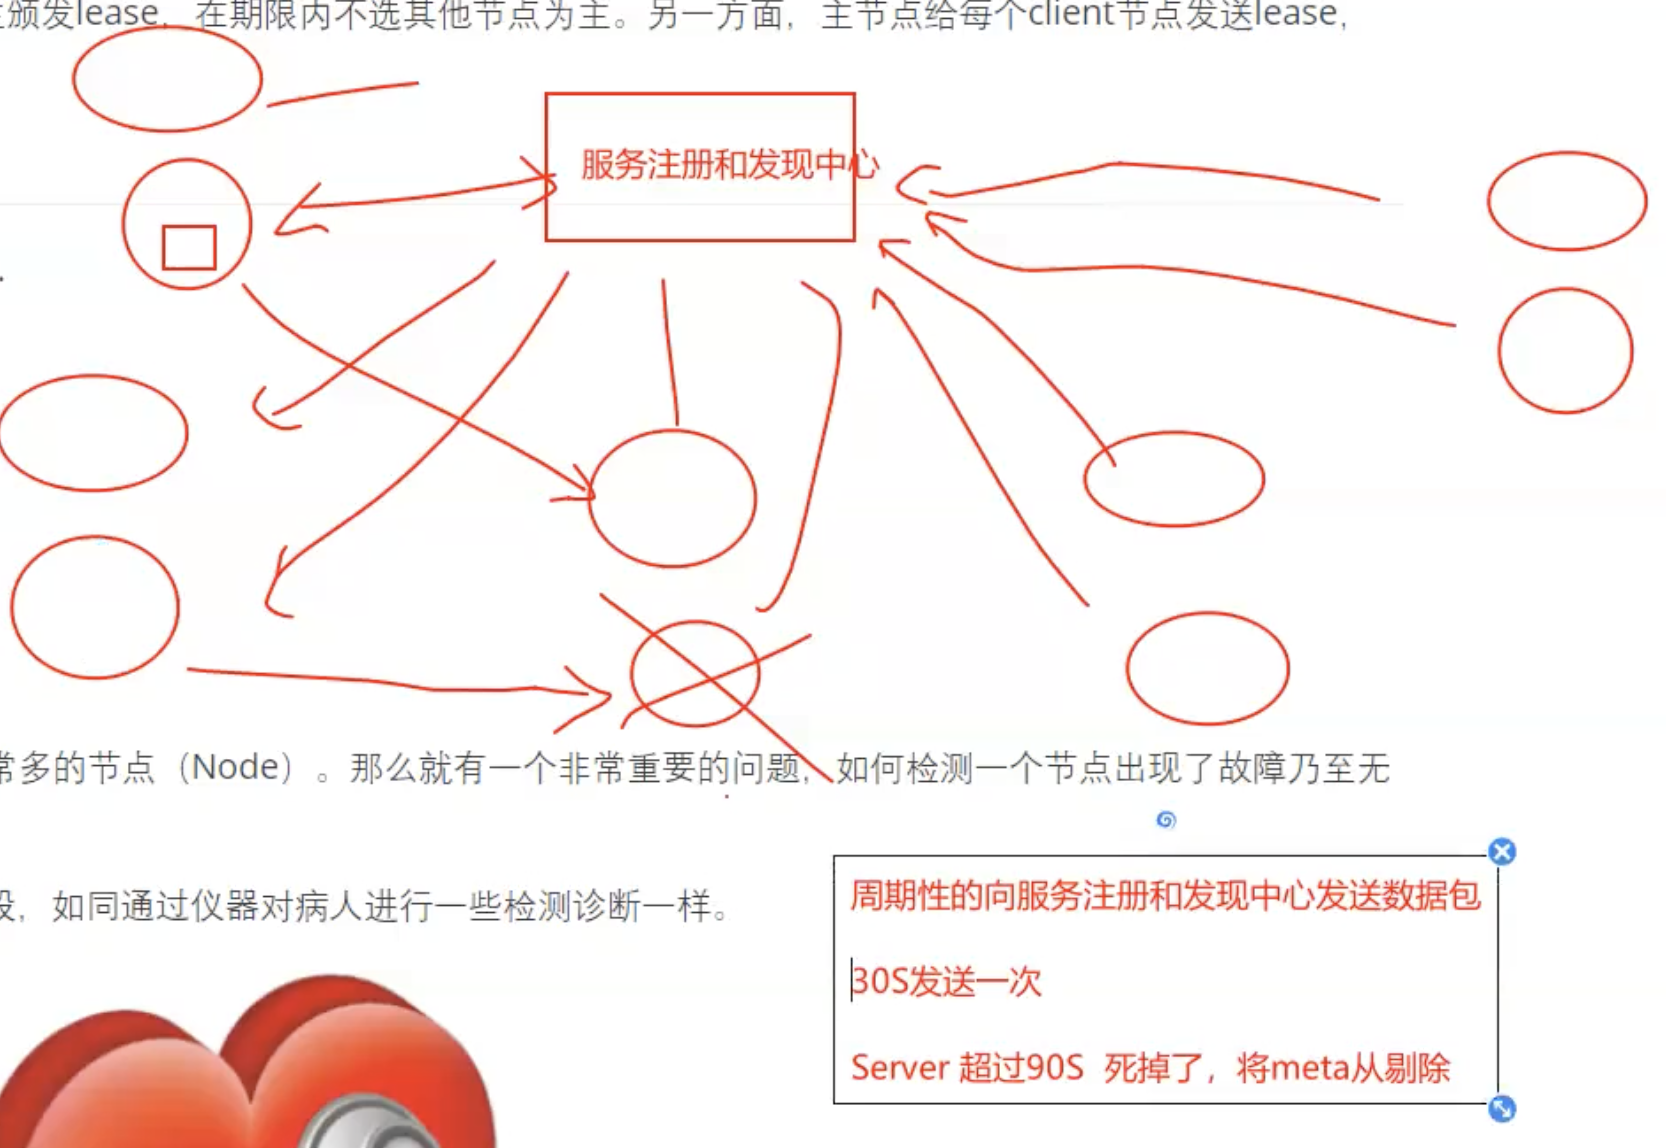 颁发lease，在期限内不选其他节点为主。另一方面，主节点给每个client节点发送lease，
服务注册和发现中心
常多的节点（Node）。那么就有一个非常重要的问题，如何检测一个节点出现了故障乃至无
段，如同通过仪器对病人进行一些检测诊断一样。
周期性的向服务注册和发现中心发送数据包
30S发送一次
Server 超过90S 死掉了，将meta从剔除